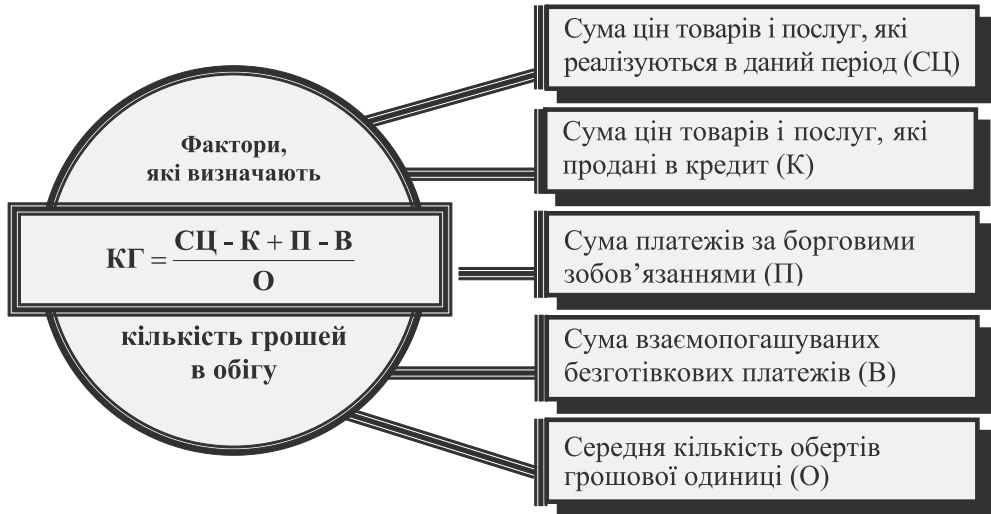 Фактори,
які визначають
КГ = СЦ - К + П - В
О
кількість грошей
в обігу
Сума цін товарів і послуг, які
реалізуються в даний період (СЦ)
Сума цін товарів і послуг, які
продані в кредит (К)
Сума платежів за борговими
зобов’язаннями (П)
Сума взаємопогашуваних
безготівкових платежів (В)
Середня кількість обертів
грошової одиниці (О)